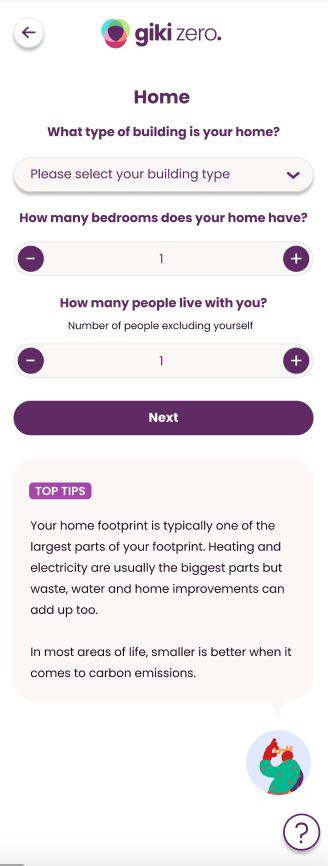 giki zero.
Home
What type of building is your home?
Please select your building type
How many bedrooms does your home have?
− 1 +
How many people live with you?
Number of people excluding yourself
− 1 +
Next
TOP TIPS
Your home footprint is typically one of the
largest parts of your footprint. Heating and
electricity are usually the biggest parts but
waste, water and home improvements can
add up too.
In most areas of life, smaller is better when it
comes to carbon emissions.
?